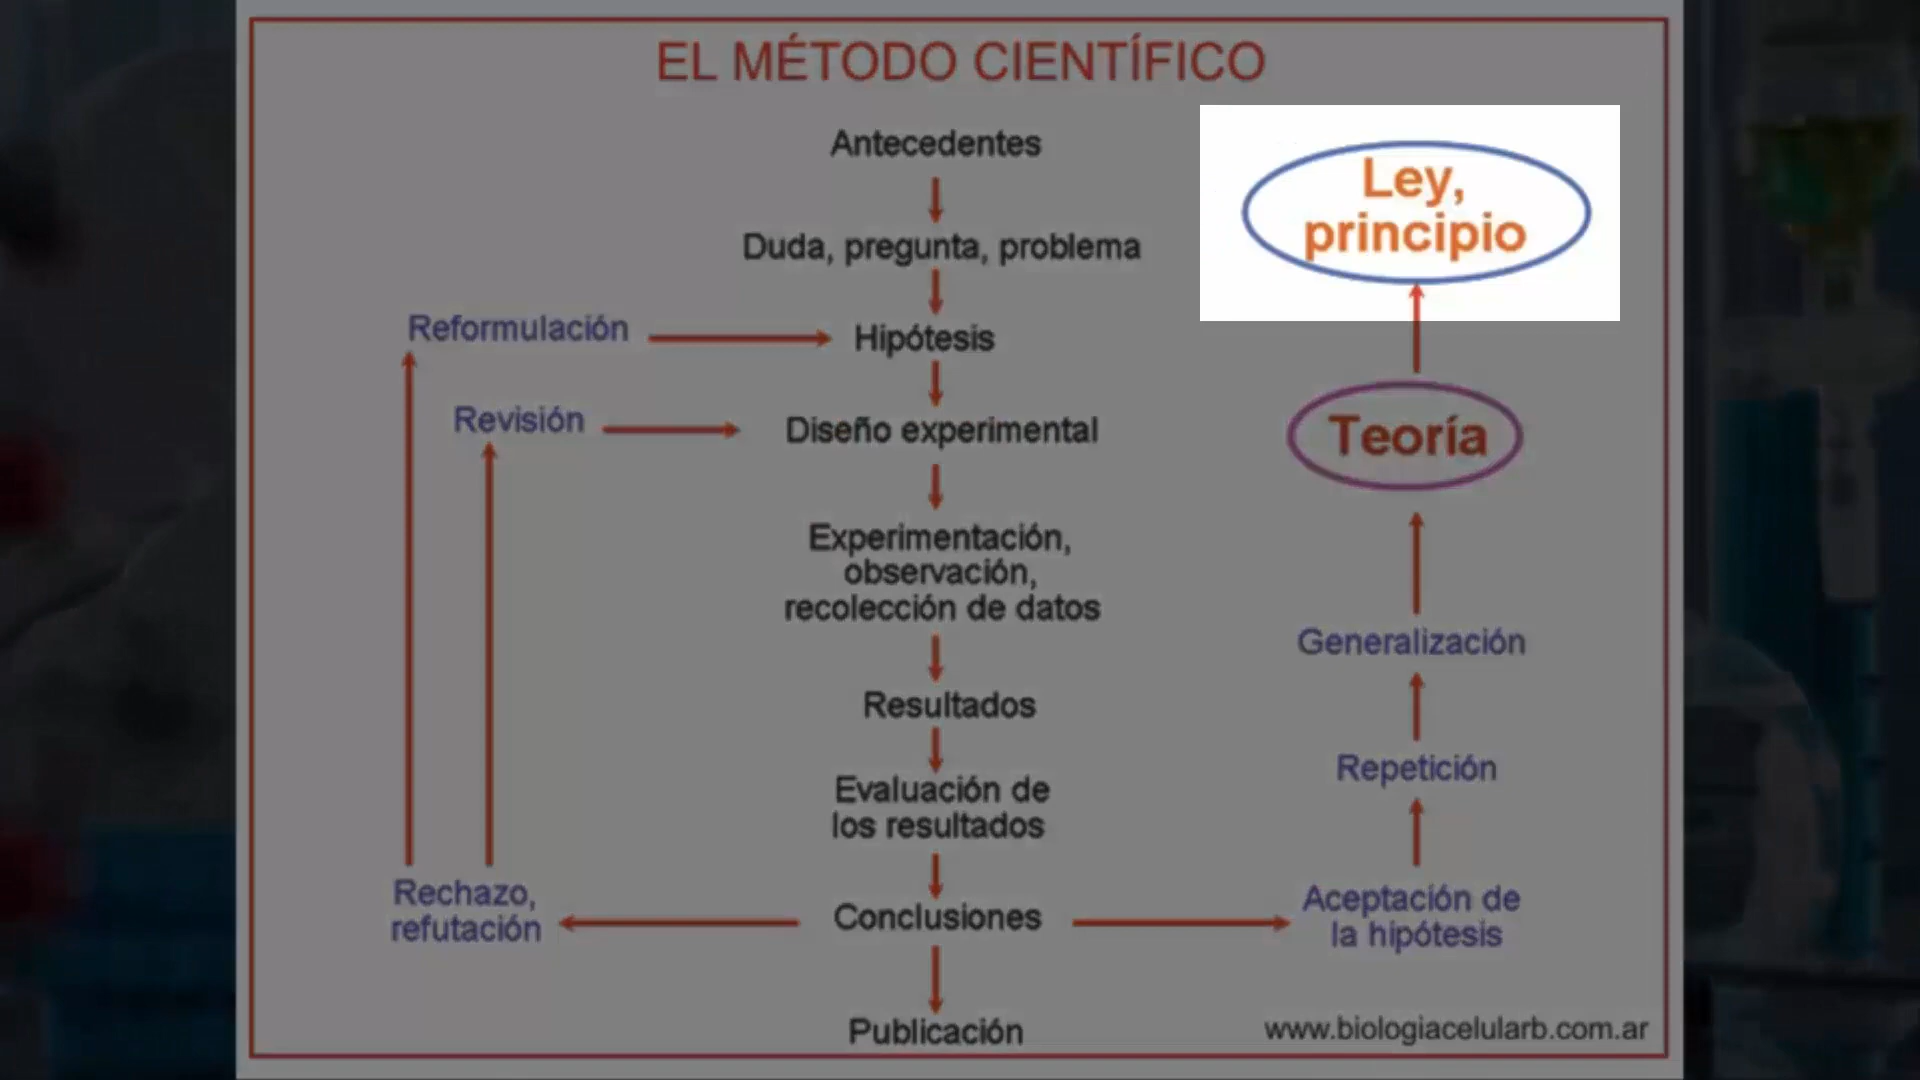 EL MÉTODO CIENTÍFICO
Antecedentes
Duda, pregunta, problema
Hipótesis
Diseño experimental
Experimentación,
observación,
recolección de datos
Resultados
Evaluación de
los resultados
Conclusiones
Publicación
Reformulación
Revisión
Rechazo,
refutación
Ley,
principio
Teoría
Generalización
Repetición
Aceptación de
la hipótesis
www.biologiacelularb.com.ar